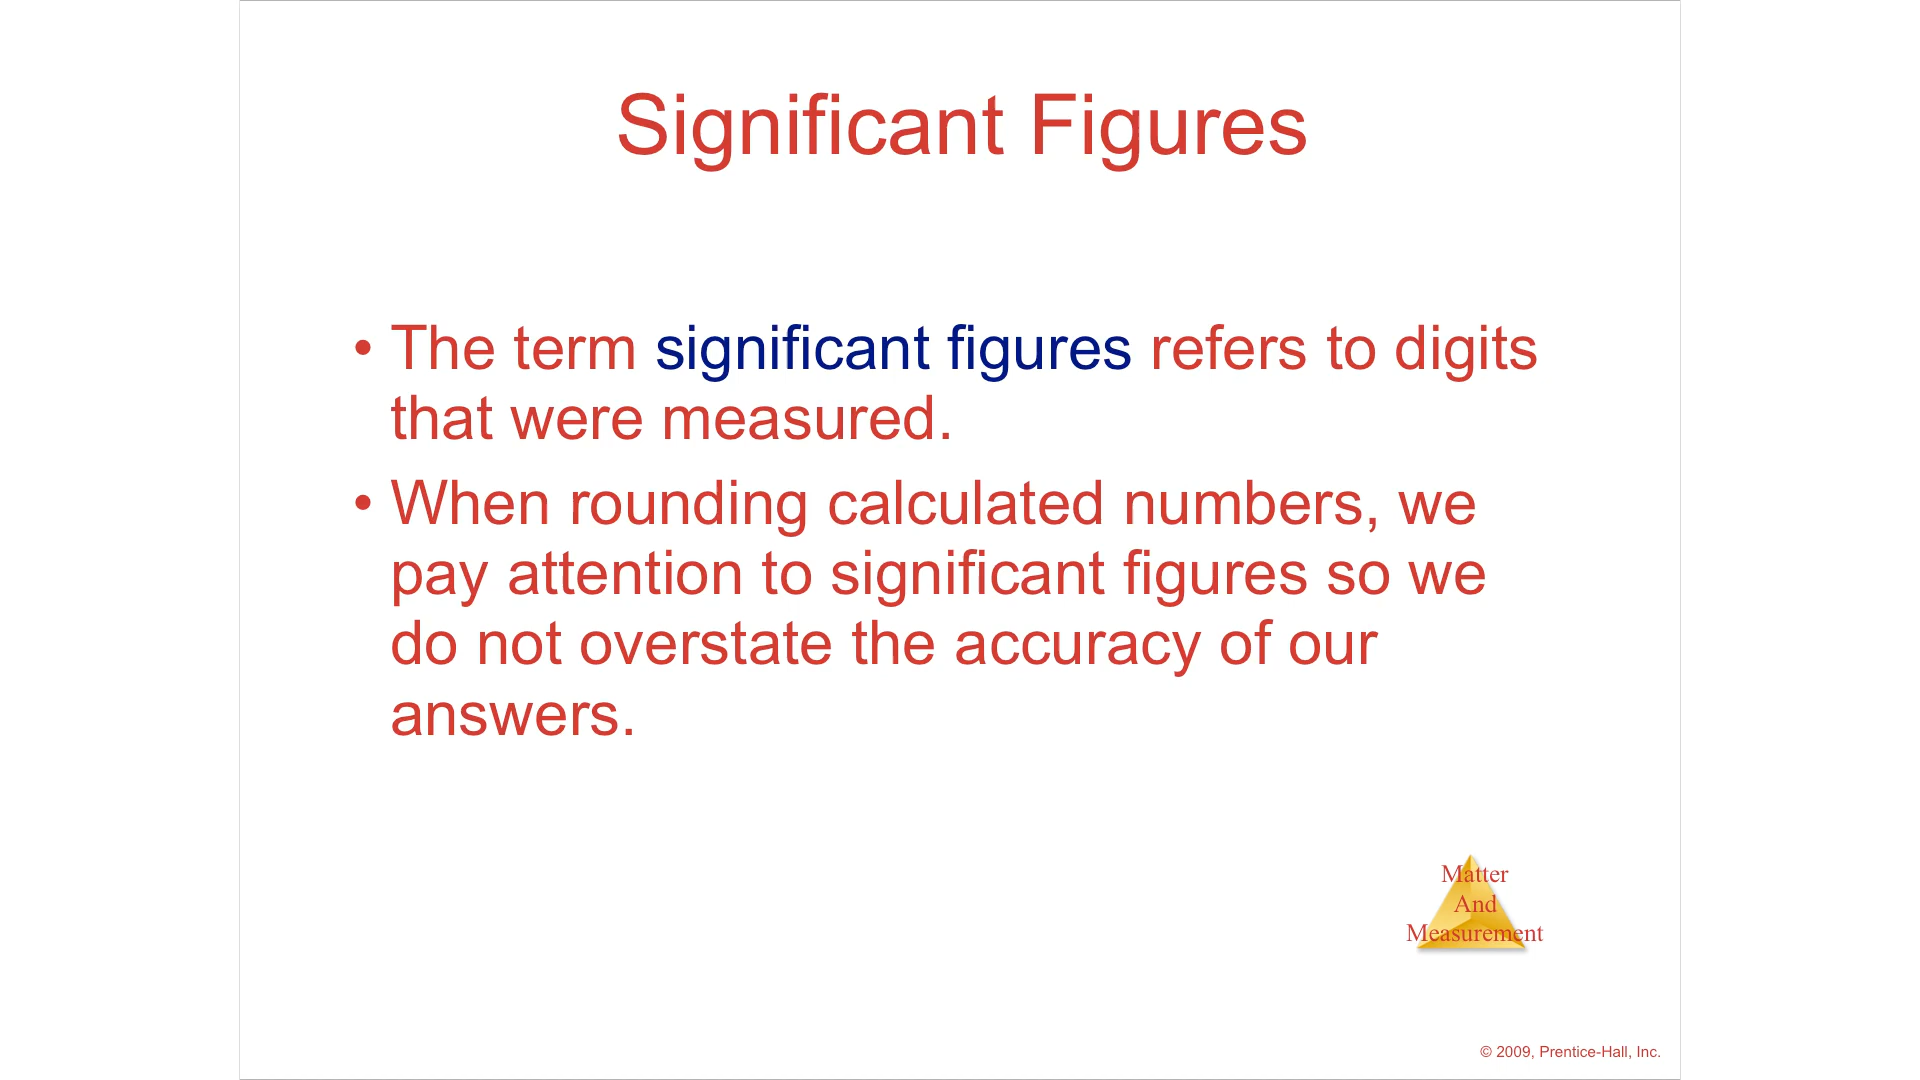 Significant Figures
• The term significant figures refers to digits
that were measured.
• When rounding calculated numbers, we
pay attention to significant figures so we
do not overstate the accuracy of our
answers.
Matter
And
Measurement
© 2009, Prentice-Hall, Inc.